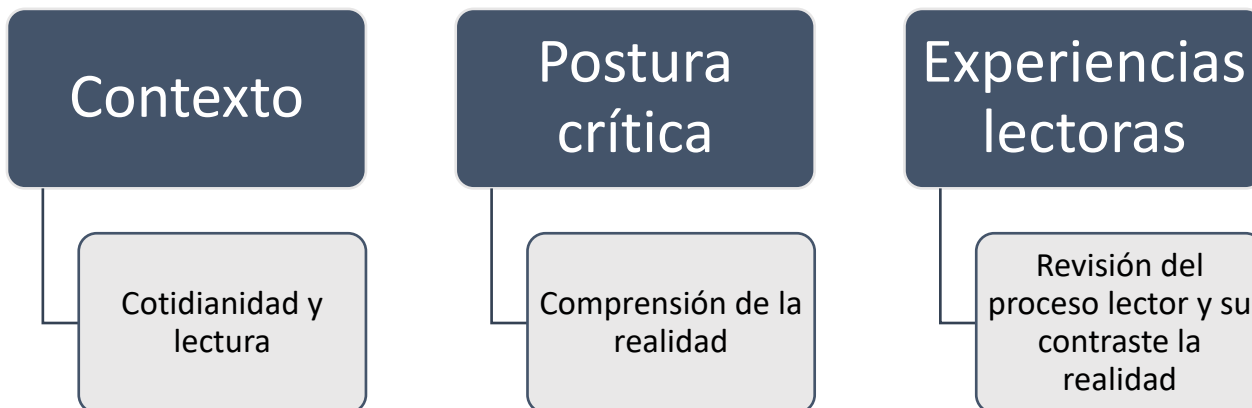 Contexto
Postura
crítica
Experiencias
lectoras
Cotidianidad y
lectura
Comprensión de la
realidad
Revisión del
proceso lector y su
contraste la
realidad